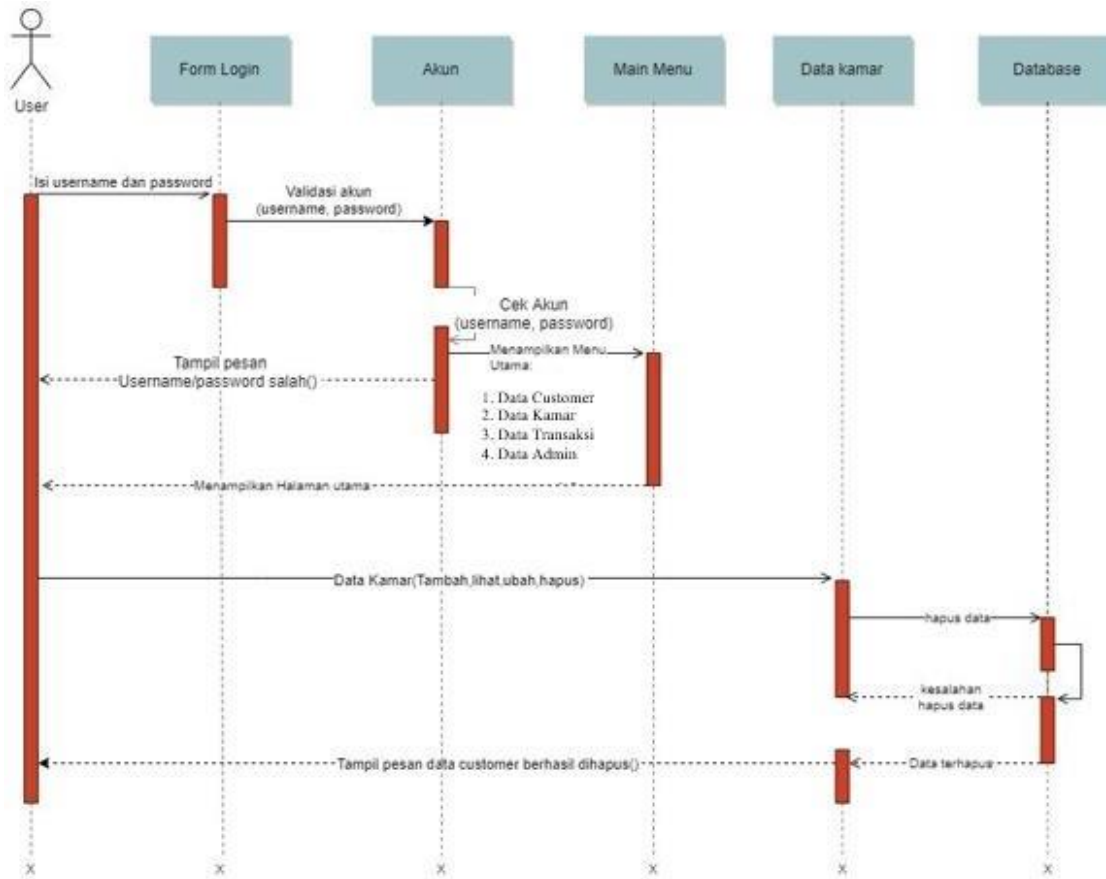 User
Form Login
Akun
Main Menu
Data kamar
Database
Isi username dan password
Validasi akun
(username, password)
Cek Akun
(username, password)
Menampilkan Menu
Utama:
Tampil pesan
Username/password salah()
1. Data Customer
2. Data Kamar
3. Data Transaksi
4. Data Admin
Menampilkan Halaman utama
Data Kamar(Tambah,lihat,ubah,hapus)
hapus data
kesalahan
hapus data
Tampil pesan data customer berhasil dihapus()
Data terhapus
X X X X X X